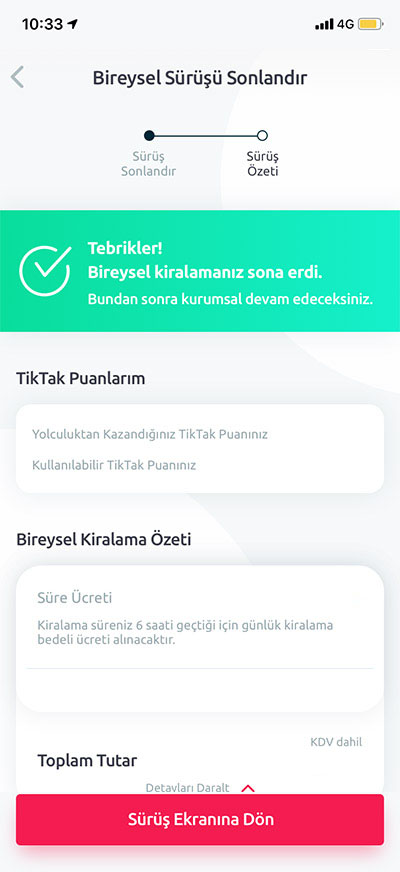 10:33
4G
Bireysel Sürüşü Sonlandır
Sürüş
Sonlandır
Sürüş
Özeti
Tebrikler!
Bireysel kiralamanız sona erdi.
Bundan sonra kurumsal devam edeceksiniz.
TikTak Puanlarım
Yolculuktan Kazandığınız TikTak Puanınız
Kullanılabilir TikTak Puanınız
Bireysel Kiralama Özeti
Süre Ücreti
Kiralama süreniz 6 saati geçtiği için günlük kiralama
bedeli ücreti alınacaktır.
KDV dahil
Toplam Tutar
Detavları Daralt
Sürüş Ekranına Dön